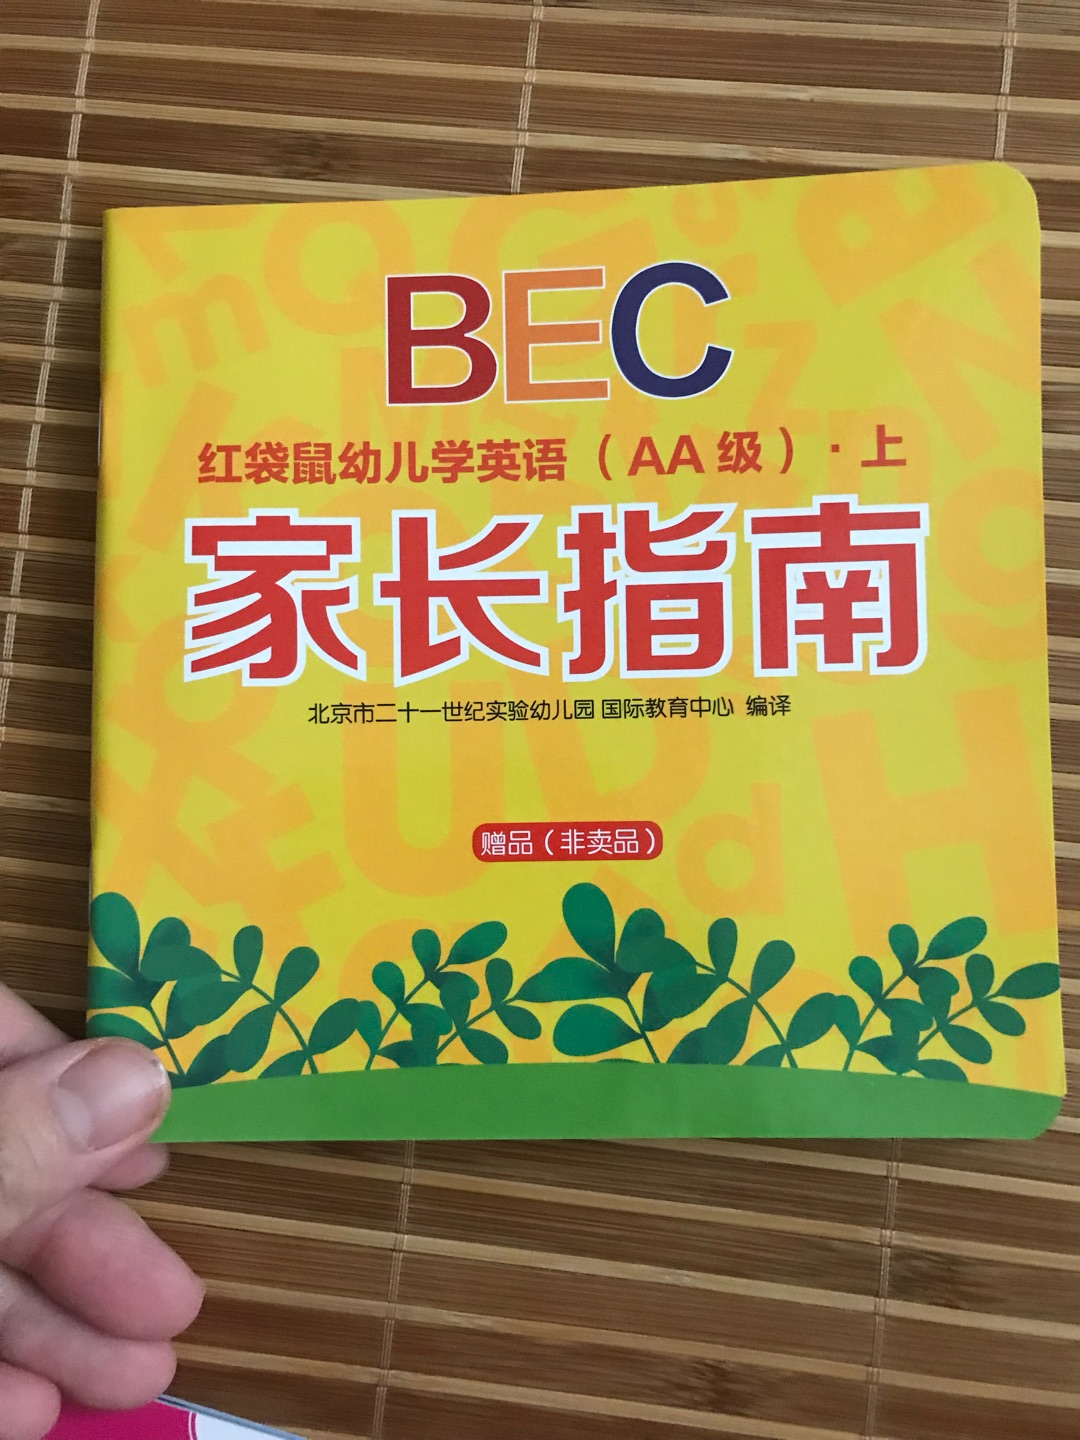 BEC
红袋鼠幼儿学英语（AA级）·上
家长指南
北京市二十一世纪实验幼儿园 国际教育中心 编译
赠品（非卖品）